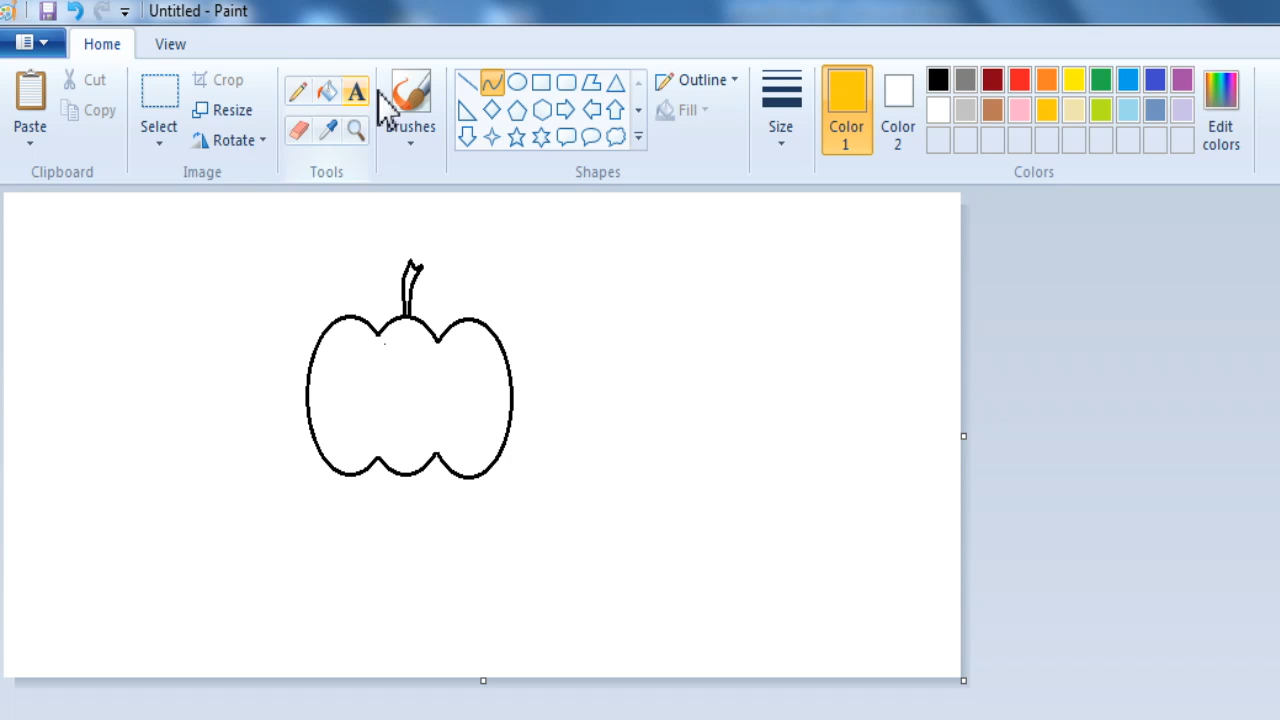 Untitled - Paint
Home View
Paste Cut Copy Clipboard
Select Crop Resize Rotate Image
A Tools
Brushes
Outline Fill Shapes
Size
Color 1 Color 2 Edit colors Colors